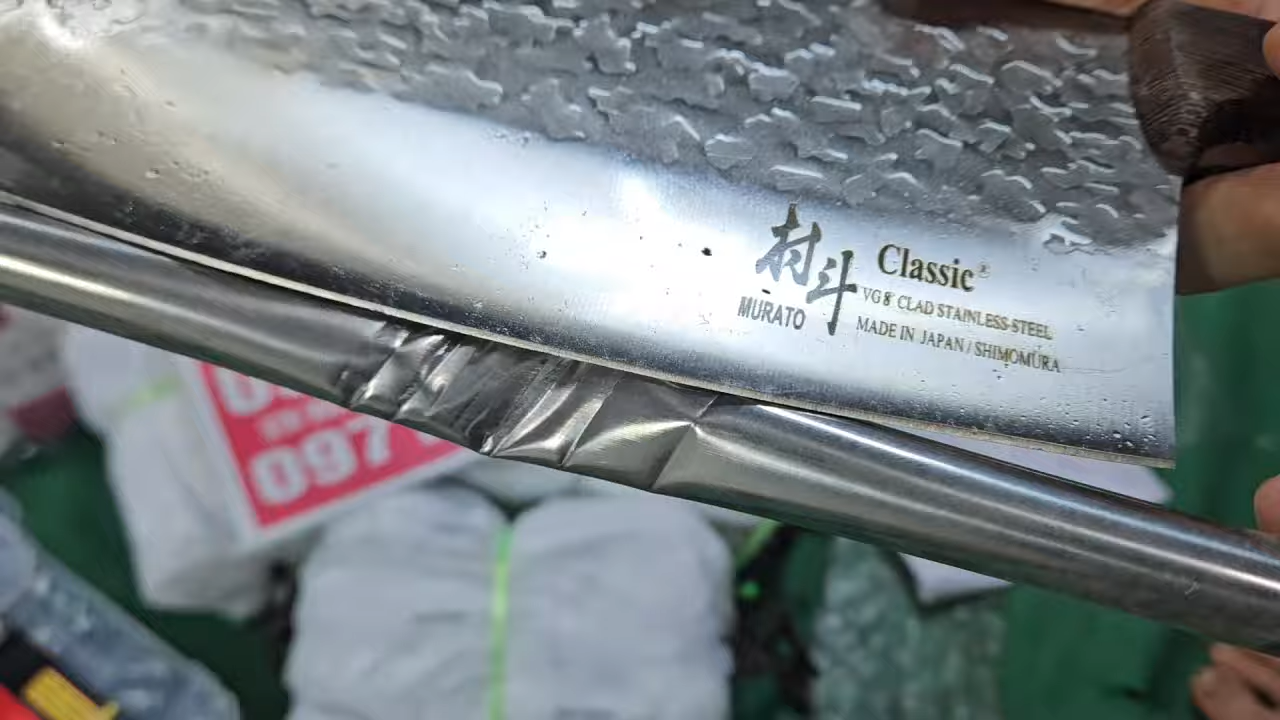 村斗
MURATO
Classic®
VG8 CLAD STAINLESS-STEEL
MADE IN JAPAN / SHIMOMURA
097